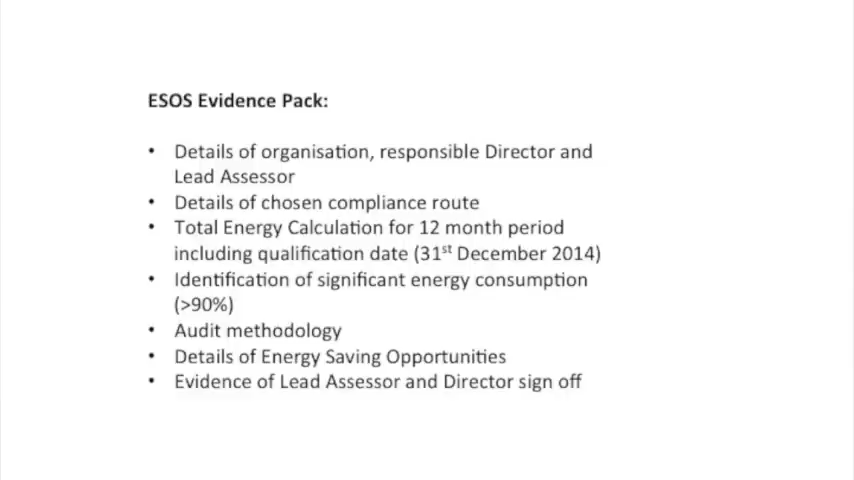 ESOS Evidence Pack:
• Details of organisation, responsible Director and
Lead Assessor
• Details of chosen compliance route
• Total Energy Calculation for 12 month period
including qualification date (31st December 2014)
• Identification of significant energy consumption
(>90%)
• Audit methodology
• Details of Energy Saving Opportunities
• Evidence of Lead Assessor and Director sign off